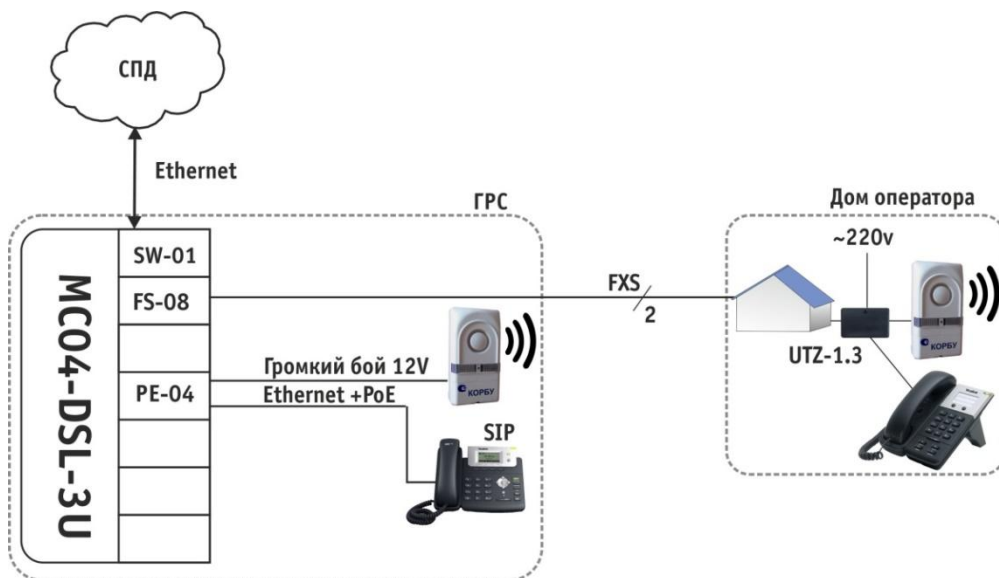 СПД
Ethernet
ГРС
Дом оператора
~220v
SW-01
FS-08
FXS
2
КОРБУ
UTZ-1.3
Громкий бой 12V
КОРБУ
PE-04
Ethernet +PoE
SIP
МС04-DSL-3U